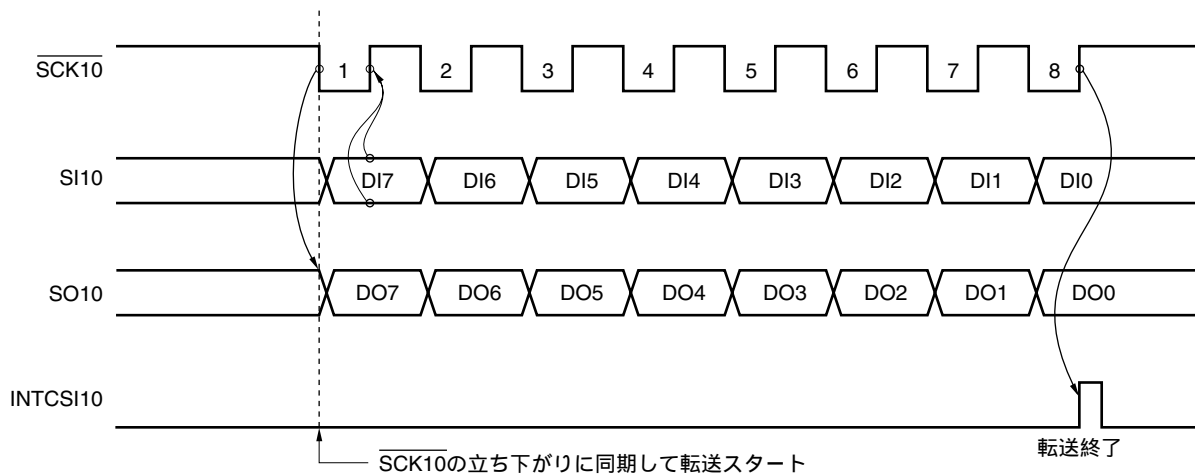 SCK10
1 2 3 4 5 6 7 8
SI10
DI7 DI6 DI5 DI4 DI3 DI2 DI1 DI0
SO10
DO7 DO6 DO5 DO4 DO3 DO2 DO1 DO0
INTCSI10
転送終了
SCK10の立ち下がりに同期して転送スタート